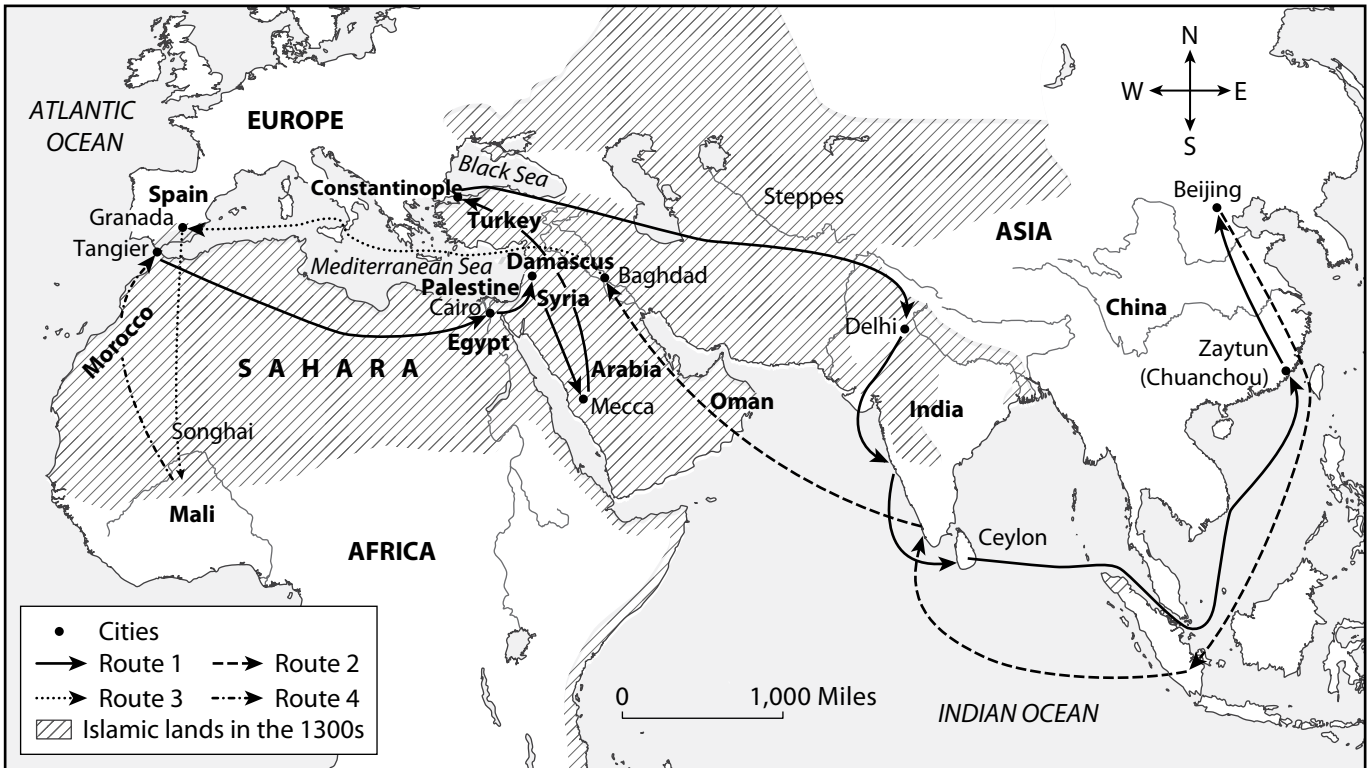 N
W E
S
ATLANTIC
OCEAN
EUROPE
Black Sea
Constantinople
Spain
Granada
Tangier
Turkey
Steppes
ASIA
Beijing
Mediterranean Sea
Damascus
Baghdad
Palestine
Cairo
Syria
Egypt
Morocco
SAHARA
Arabia
Mecca
Oman
Delhi
India
China
Zaytun
(Chuanchou)
Songhai
Mali
AFRICA
Ceylon
Cities
Route 1 Route 2
Route 3 Route 4
Islamic lands in the 1300s
0 1,000 Miles
INDIAN OCEAN